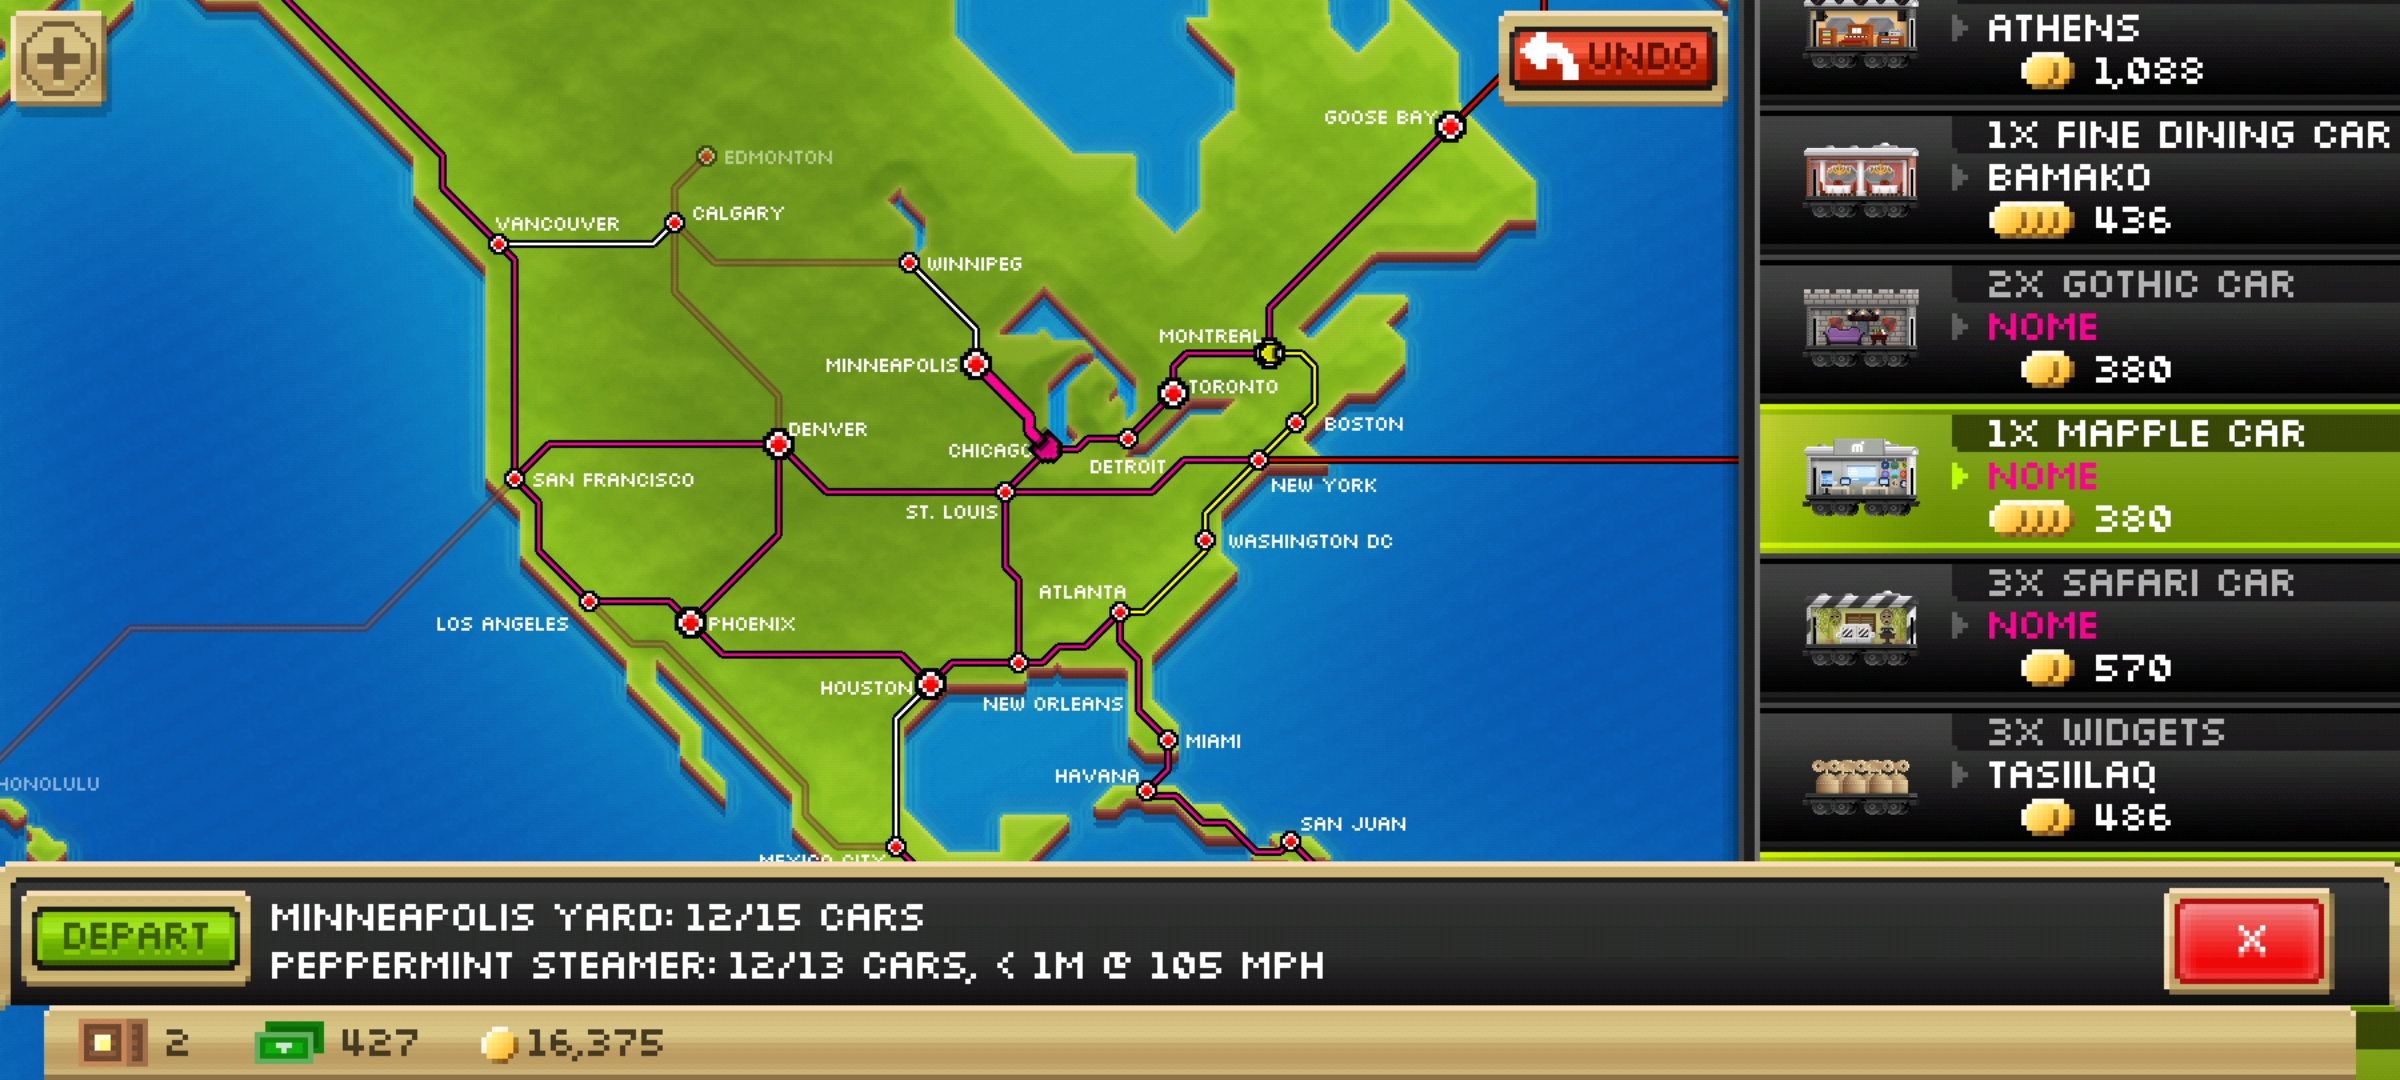 UNDO
GOOSE BAY
EDMONTON
VANCOUVER
CALGARY
WINNIPEG
MONTREAL
MINNEAPOLIS
TORONTO
DENVER
BOSTON
CHICAGO
DETROIT
SAN FRANCISCO
NEW YORK
ST. LOUIS
WASHINGTON DC
ATLANTA
LOS ANGELES
PHOENIX
HOUSTON
NEW ORLEANS
MIAMI
HAVANA
HONOLULU
SAN JUAN
MEXICO CITY
ATHENS
1,088
1X FINE DINING CAR
BAMAKO
436
2X GOTHIC CAR
NOME
380
m
1X MAPPLE CAR
NOME
380
3X SAFARI CAR
NOME
570
3X WIDGETS
TASIILAQ
486
DEPART
MINNEAPOLIS YARD: 12/15 CARS
PEPPERMINT STEAMER: 12/13 CARS, < 1M @ 105 MPH
X
2
427
16,375